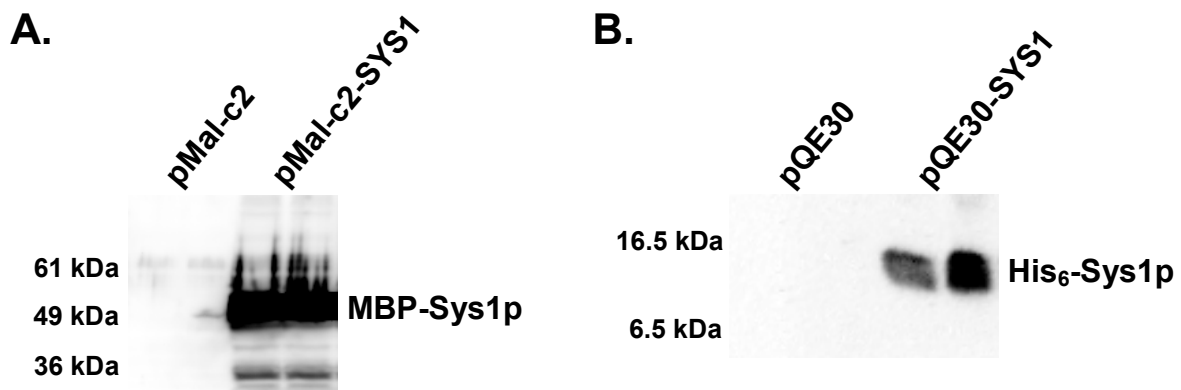 A.
pMal-c2
pMal-c2-SYS1
61 kDa
49 kDa
36 kDa
MBP-Sys1p
B.
pQE30
pQE30-SYS1
16.5 kDa
6.5 kDa
His₆-Sys1p